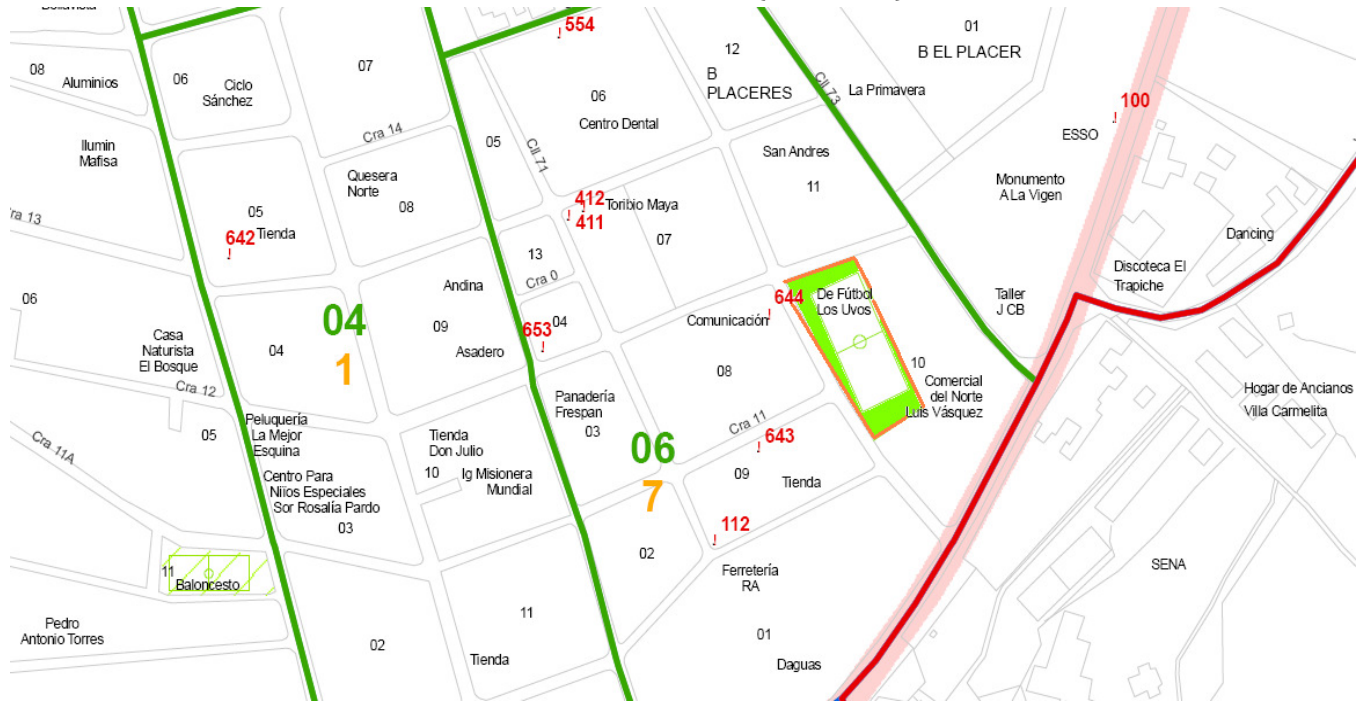 554
01
B EL PLACER
12
B
PLACERES
08
Aluminios
06
Ciclo
Sánchez
07
06
Centro Dental
Cll 73
La Primavera
100
ESSO
Cra 14
05
Cll 71
Ilumin
Mafisa
Quesera
Norte
08
San Andres
11
Monumento
A La Vigen
Cra 13
05
Tienda
642
412
411
Toribio Maya
07
13
Cra 0
Dancing
Discoteca El
Trapiche
06
Andina
04
1
09
Asadero
653
04
Comunicación
644
De Fútbol
Los Uvos
Taller
J CB
Casa
Naturista
El Bosque
04
08
10
Comercial
del Norte
Luis Vásquez
Hogar de Ancianos
Villa Carmelita
Cra 12
Cra 11A
05
Peluquería
La Mejor
Esquina
Panadería
Frespan
03
Cra 11
643
Tienda
Don Julio
10
Ig Misionera
Mundial
06
7
09
Tienda
Centro Para
Niños Especiales
Sor Rosalía Pardo
03
112
02
11
Baloncesto
Ferretería
RA
SENA
Pedro
Antonio Torres
02
11
Tienda
01
Daguas